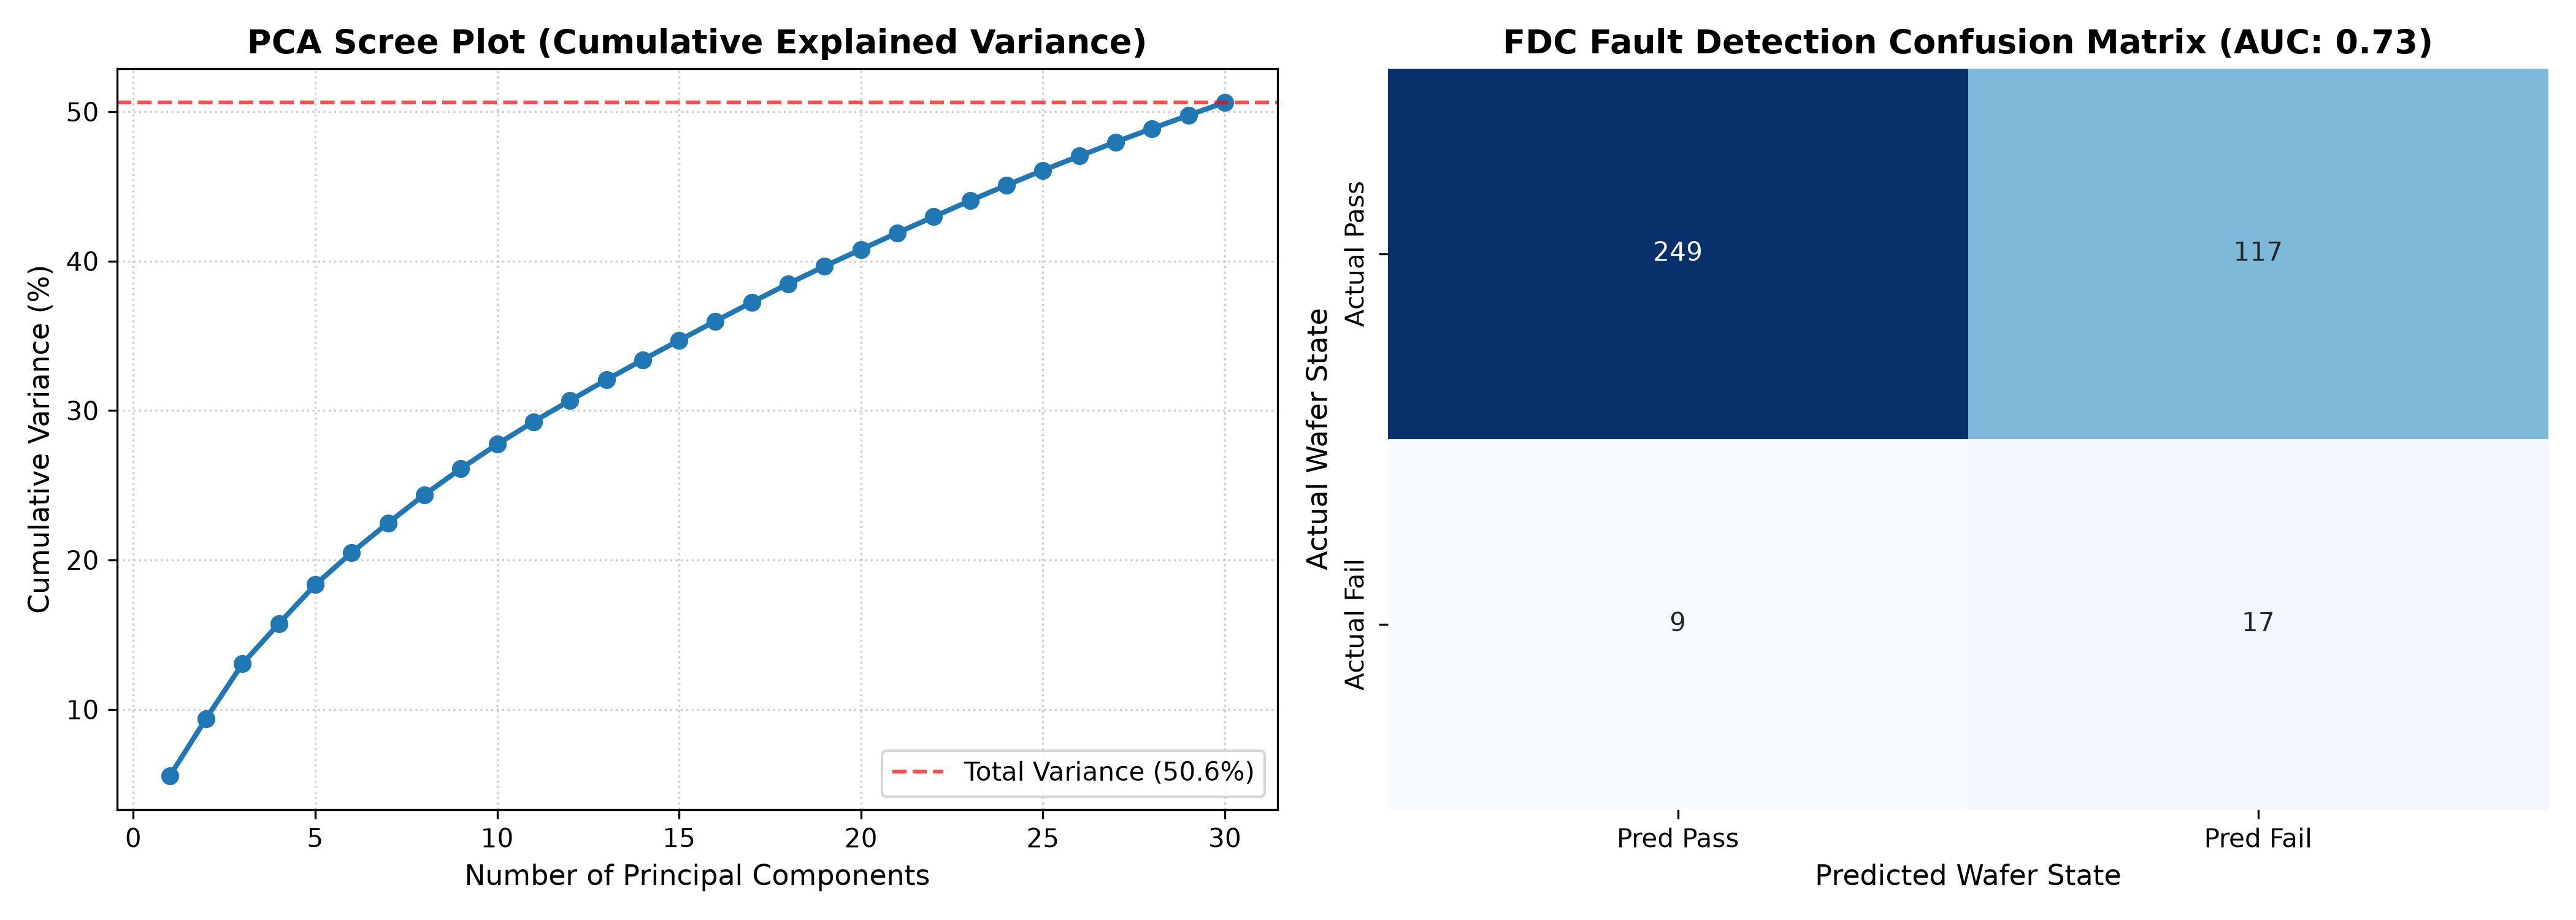 PCA Scree Plot (Cumulative Explained Variance)
Cumulative Variance (%)
50
40
30
20
10
0 5 10 15 20 25 30
Number of Principal Components
Total Variance (50.6%)
FDC Fault Detection Confusion Matrix (AUC: 0.73)
Actual Wafer State
Actual Pass
249 117
Actual Fail
9 17
Pred Pass Pred Fail
Predicted Wafer State